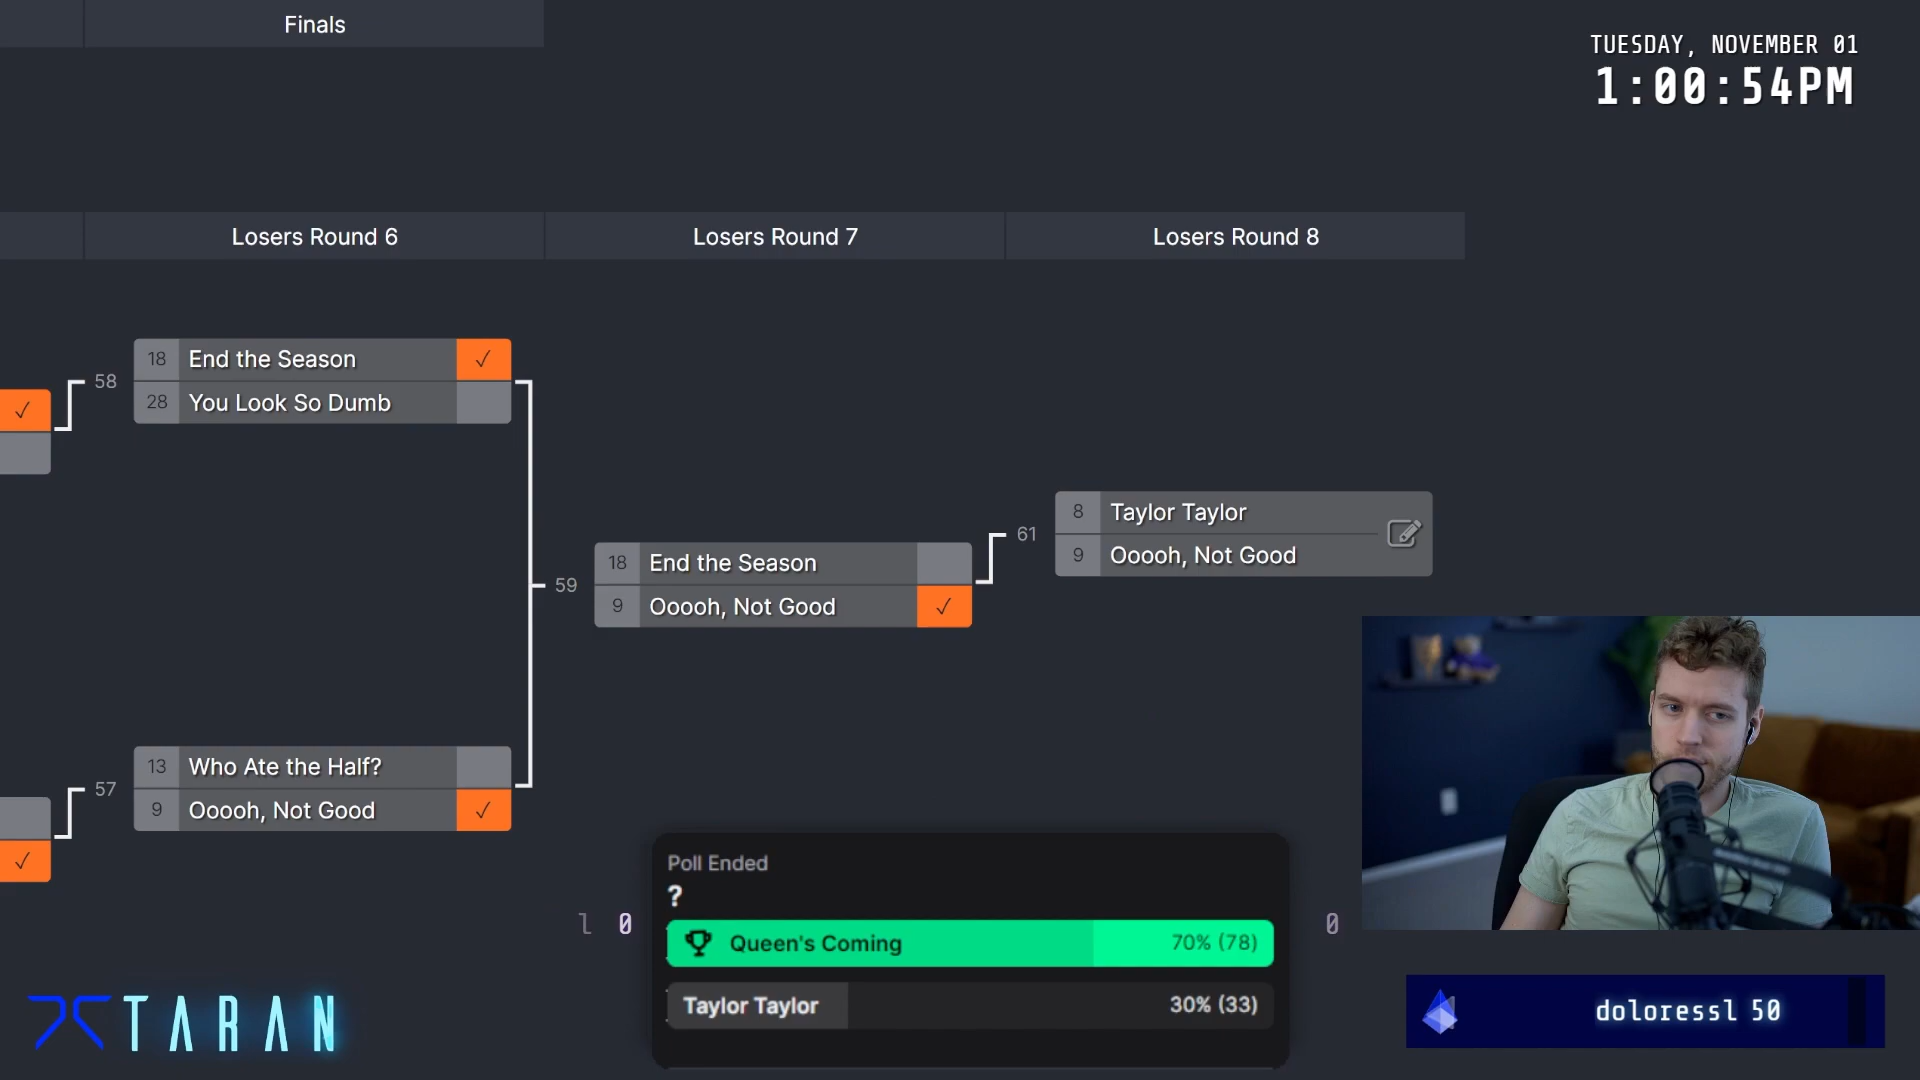 Finals
TUESDAY, NOVEMBER 01
1:00:54PM
Losers Round 6
Losers Round 7
Losers Round 8
58
18 End the Season ✓
28 You Look So Dumb
✓
61
8 Taylor Taylor
9 Ooooh, Not Good
59
18 End the Season
9 Ooooh, Not Good ✓
57
13 Who Ate the Half?
9 Ooooh, Not Good ✓
✓
Poll Ended
?
l 0
Queen's Coming 70% (78)
0
Taylor Taylor 30% (33)
TARAN
doloressl 50